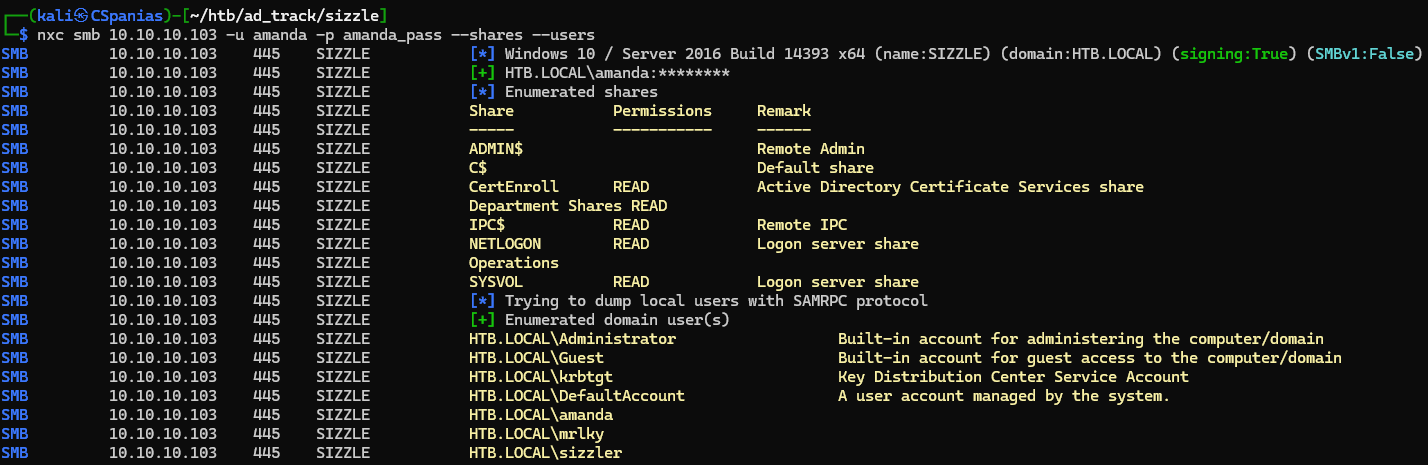 ┌──(kali㉿CSpanias)-[~/htb/ad_track/sizzle]
└─$ nxc smb 10.10.10.103 -u amanda -p amanda_pass --shares --users
SMB 10.10.10.103 445 SIZZLE [*] Windows 10 / Server 2016 Build 14393 x64 (name:SIZZLE) (domain:HTB.LOCAL) (signing:True) (SMBv1:False)
SMB 10.10.10.103 445 SIZZLE [+] HTB.LOCAL\amanda:********
SMB 10.10.10.103 445 SIZZLE [*] Enumerated shares
SMB 10.10.10.103 445 SIZZLE Share Permissions Remark
SMB 10.10.10.103 445 SIZZLE ----- ----------- ------
SMB 10.10.10.103 445 SIZZLE ADMIN$ Remote Admin
SMB 10.10.10.103 445 SIZZLE C$ Default share
SMB 10.10.10.103 445 SIZZLE CertEnroll READ Active Directory Certificate Services share
SMB 10.10.10.103 445 SIZZLE Department Shares READ
SMB 10.10.10.103 445 SIZZLE IPC$ READ Remote IPC
SMB 10.10.10.103 445 SIZZLE NETLOGON READ Logon server share
SMB 10.10.10.103 445 SIZZLE Operations
SMB 10.10.10.103 445 SIZZLE SYSVOL READ Logon server share
SMB 10.10.10.103 445 SIZZLE [*] Trying to dump local users with SAMRPC protocol
SMB 10.10.10.103 445 SIZZLE [+] Enumerated domain user(s)
SMB 10.10.10.103 445 SIZZLE HTB.LOCAL\Administrator Built-in account for administering the computer/domain
SMB 10.10.10.103 445 SIZZLE HTB.LOCAL\Guest Built-in account for guest access to the computer/domain
SMB 10.10.10.103 445 SIZZLE HTB.LOCAL\krbtgt Key Distribution Center Service Account
SMB 10.10.10.103 445 SIZZLE HTB.LOCAL\DefaultAccount A user account managed by the system.
SMB 10.10.10.103 445 SIZZLE HTB.LOCAL\amanda
SMB 10.10.10.103 445 SIZZLE HTB.LOCAL\mrlky
SMB 10.10.10.103 445 SIZZLE HTB.LOCAL\sizzler